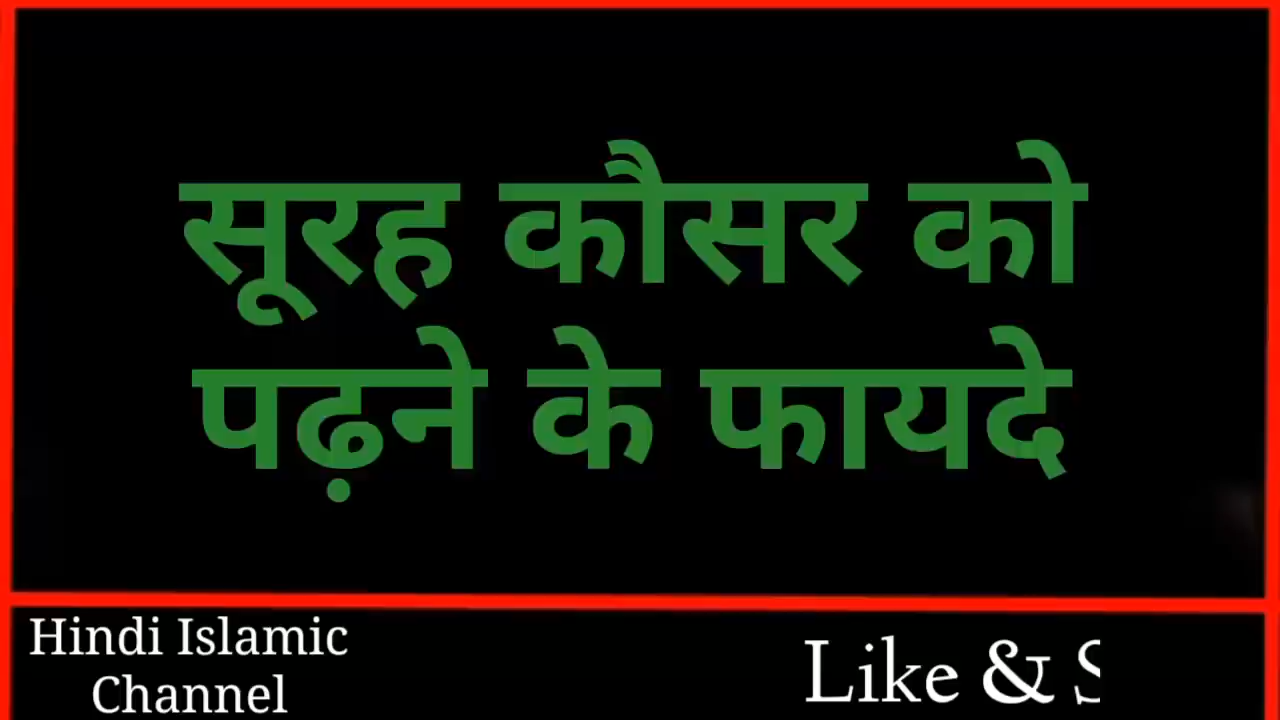 सूरह कौसर को
पढ़ने के फायदे
Hindi Islamic
Channel
Like &